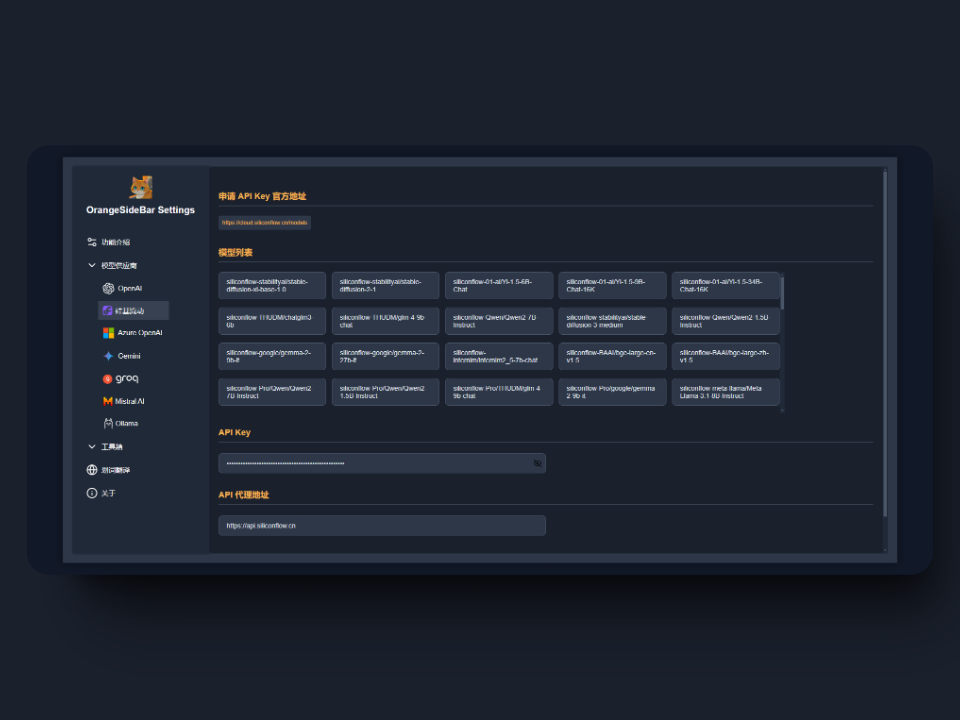 OrangeSideBar Settings
功能介绍
模型供应商
OpenAI
硅基流动
Azure OpenAI
Gemini
groq
Mistral AI
Ollama
工具箱
划词翻译
关于
申请 API Key 官方地址
https://cloud.siliconflow.cn/models
模型列表
siliconflow-stabilityai/stable-
diffusion-xl-base-1.0
siliconflow-stabilityai/stable-
diffusion-2-1
siliconflow-01-ai/Yi-1.5-6B-
Chat
siliconflow-01-ai/Yi-1.5-9B-
Chat-16K
siliconflow-01-ai/Yi-1.5-34B-
Chat-16K
siliconflow-THUDM/chatglm3-
6b
siliconflow-THUDM/glm-4-9b-
chat
siliconflow-Qwen/Qwen2-7B-
Instruct
siliconflow-stabilityai/stable-
diffusion-3-medium
siliconflow-Qwen/Qwen2-1.5B-
Instruct
siliconflow-google/gemma-2-
9b-it
siliconflow-google/gemma-2-
27b-it
siliconflow-
internlm/internlm2_5-7b-chat
siliconflow-BAAI/bge-large-en-
v1.5
siliconflow-BAAI/bge-large-zh-
v1.5
siliconflow-Pro/Qwen/Qwen2-
7B-Instruct
siliconflow-Pro/Qwen/Qwen2-
1.5B-Instruct
siliconflow-Pro/THUDM/glm-4-
9b-chat
siliconflow-Pro/google/gemma-
2-9b-it
siliconflow-meta-llama/Meta-
Llama-3.1-8B-Instruct
API Key
API 代理地址
https://api.siliconflow.cn